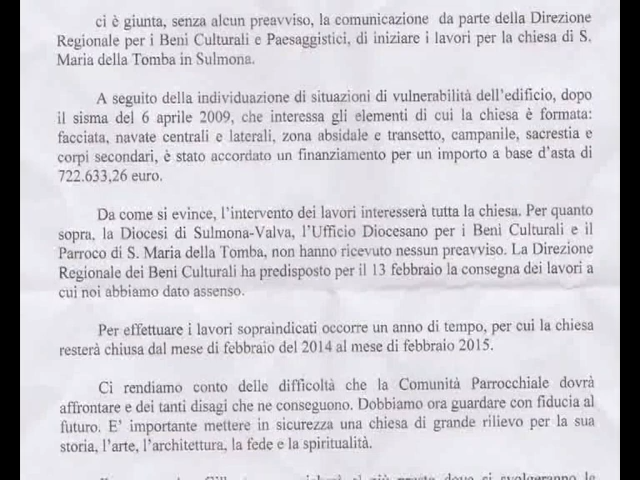 ci è giunta, senza alcun preavviso, la comunicazione da parte della Direzione
Regionale per i Beni Culturali e Paesaggistici, di iniziare i lavori per la chiesa di S.
Maria della Tomba in Sulmona.
A seguito della individuazione di situazioni di vulnerabilità dell'edificio, dopo
il sisma del 6 aprile 2009, che interessa gli elementi di cui la chiesa è formata:
facciata, navate centrali e laterali, zona absidale e transetto, campanile, sacrestia e
corpi secondari, è stato accordato un finanziamento per un importo a base d'asta di
722.633,26 euro.
Da come si evince, l'intervento dei lavori interesserà tutta la chiesa. Per quanto
sopra, la Diocesi di Sulmona-Valva, l'Ufficio Diocesano per i Beni Culturali e il
Parroco di S. Maria della Tomba, non hanno ricevuto nessun preavviso. La Direzione
Regionale dei Beni Culturali ha predisposto per il 13 febbraio la consegna dei lavori a
cui noi abbiamo dato assenso.
Per effettuare i lavori sopraindicati occorre un anno di tempo, per cui la chiesa
resterà chiusa dal mese di febbraio del 2014 al mese di febbraio 2015.
Ci rendiamo conto delle difficoltà che la Comunità Parrocchiale dovrà
affrontare e dei tanti disagi che ne conseguono. Dobbiamo ora guardare con fiducia al
futuro. E' importante mettere in sicurezza una chiesa di grande rilievo per la sua
storia, l'arte, l'architettura, la fede e la spiritualità.